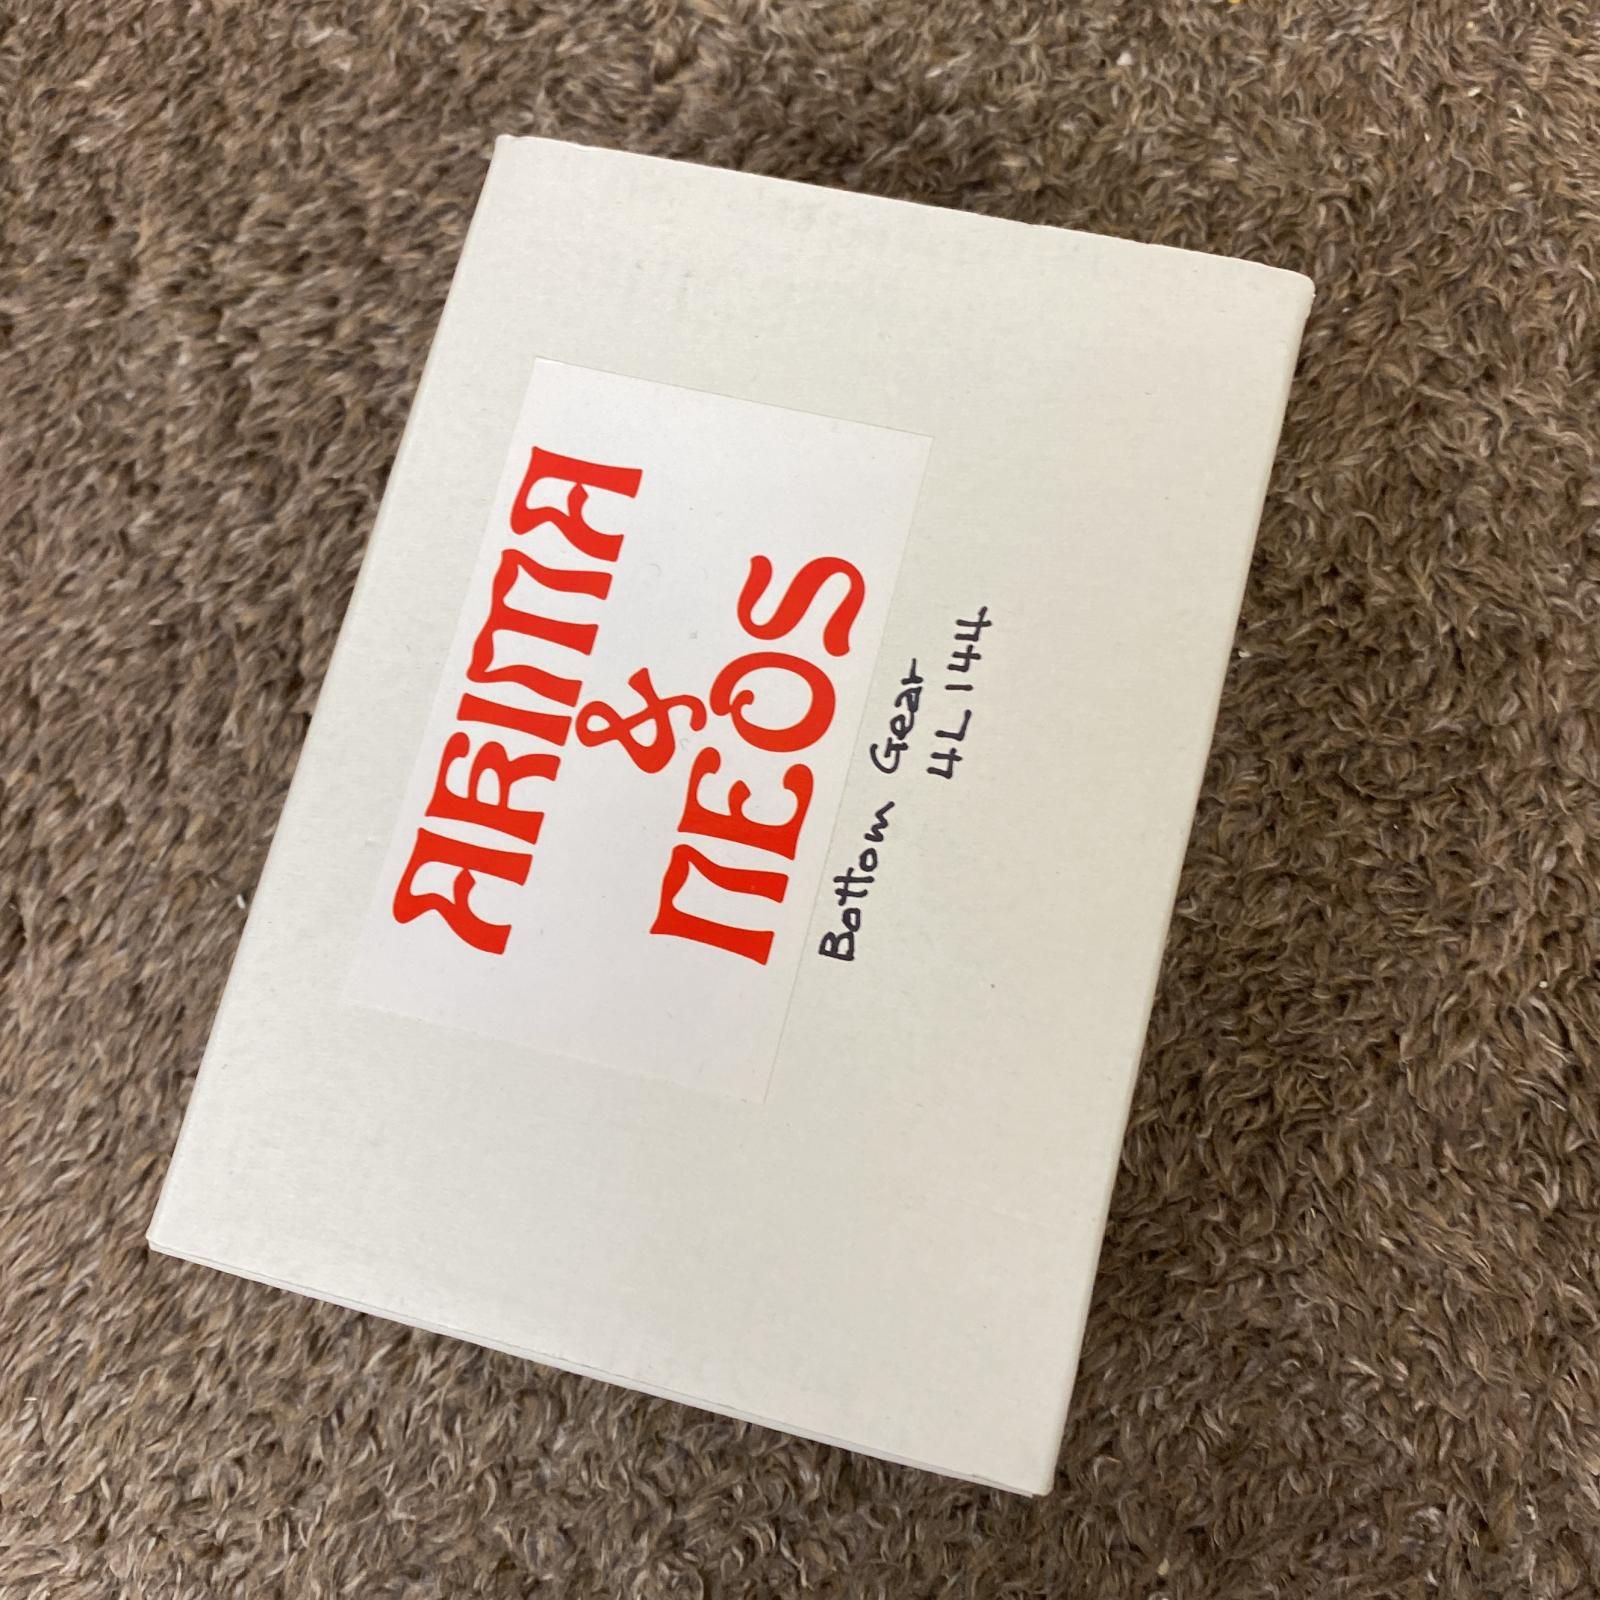 ARIMA
&
NEOS
Bottom Gear
4L144